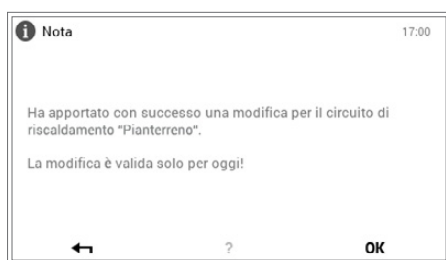 Nota
17:00
Ha apportato con successo una modifica per il circuito di
riscaldamento "Pianterreno".
La modifica è valida solo per oggi!
?
OK